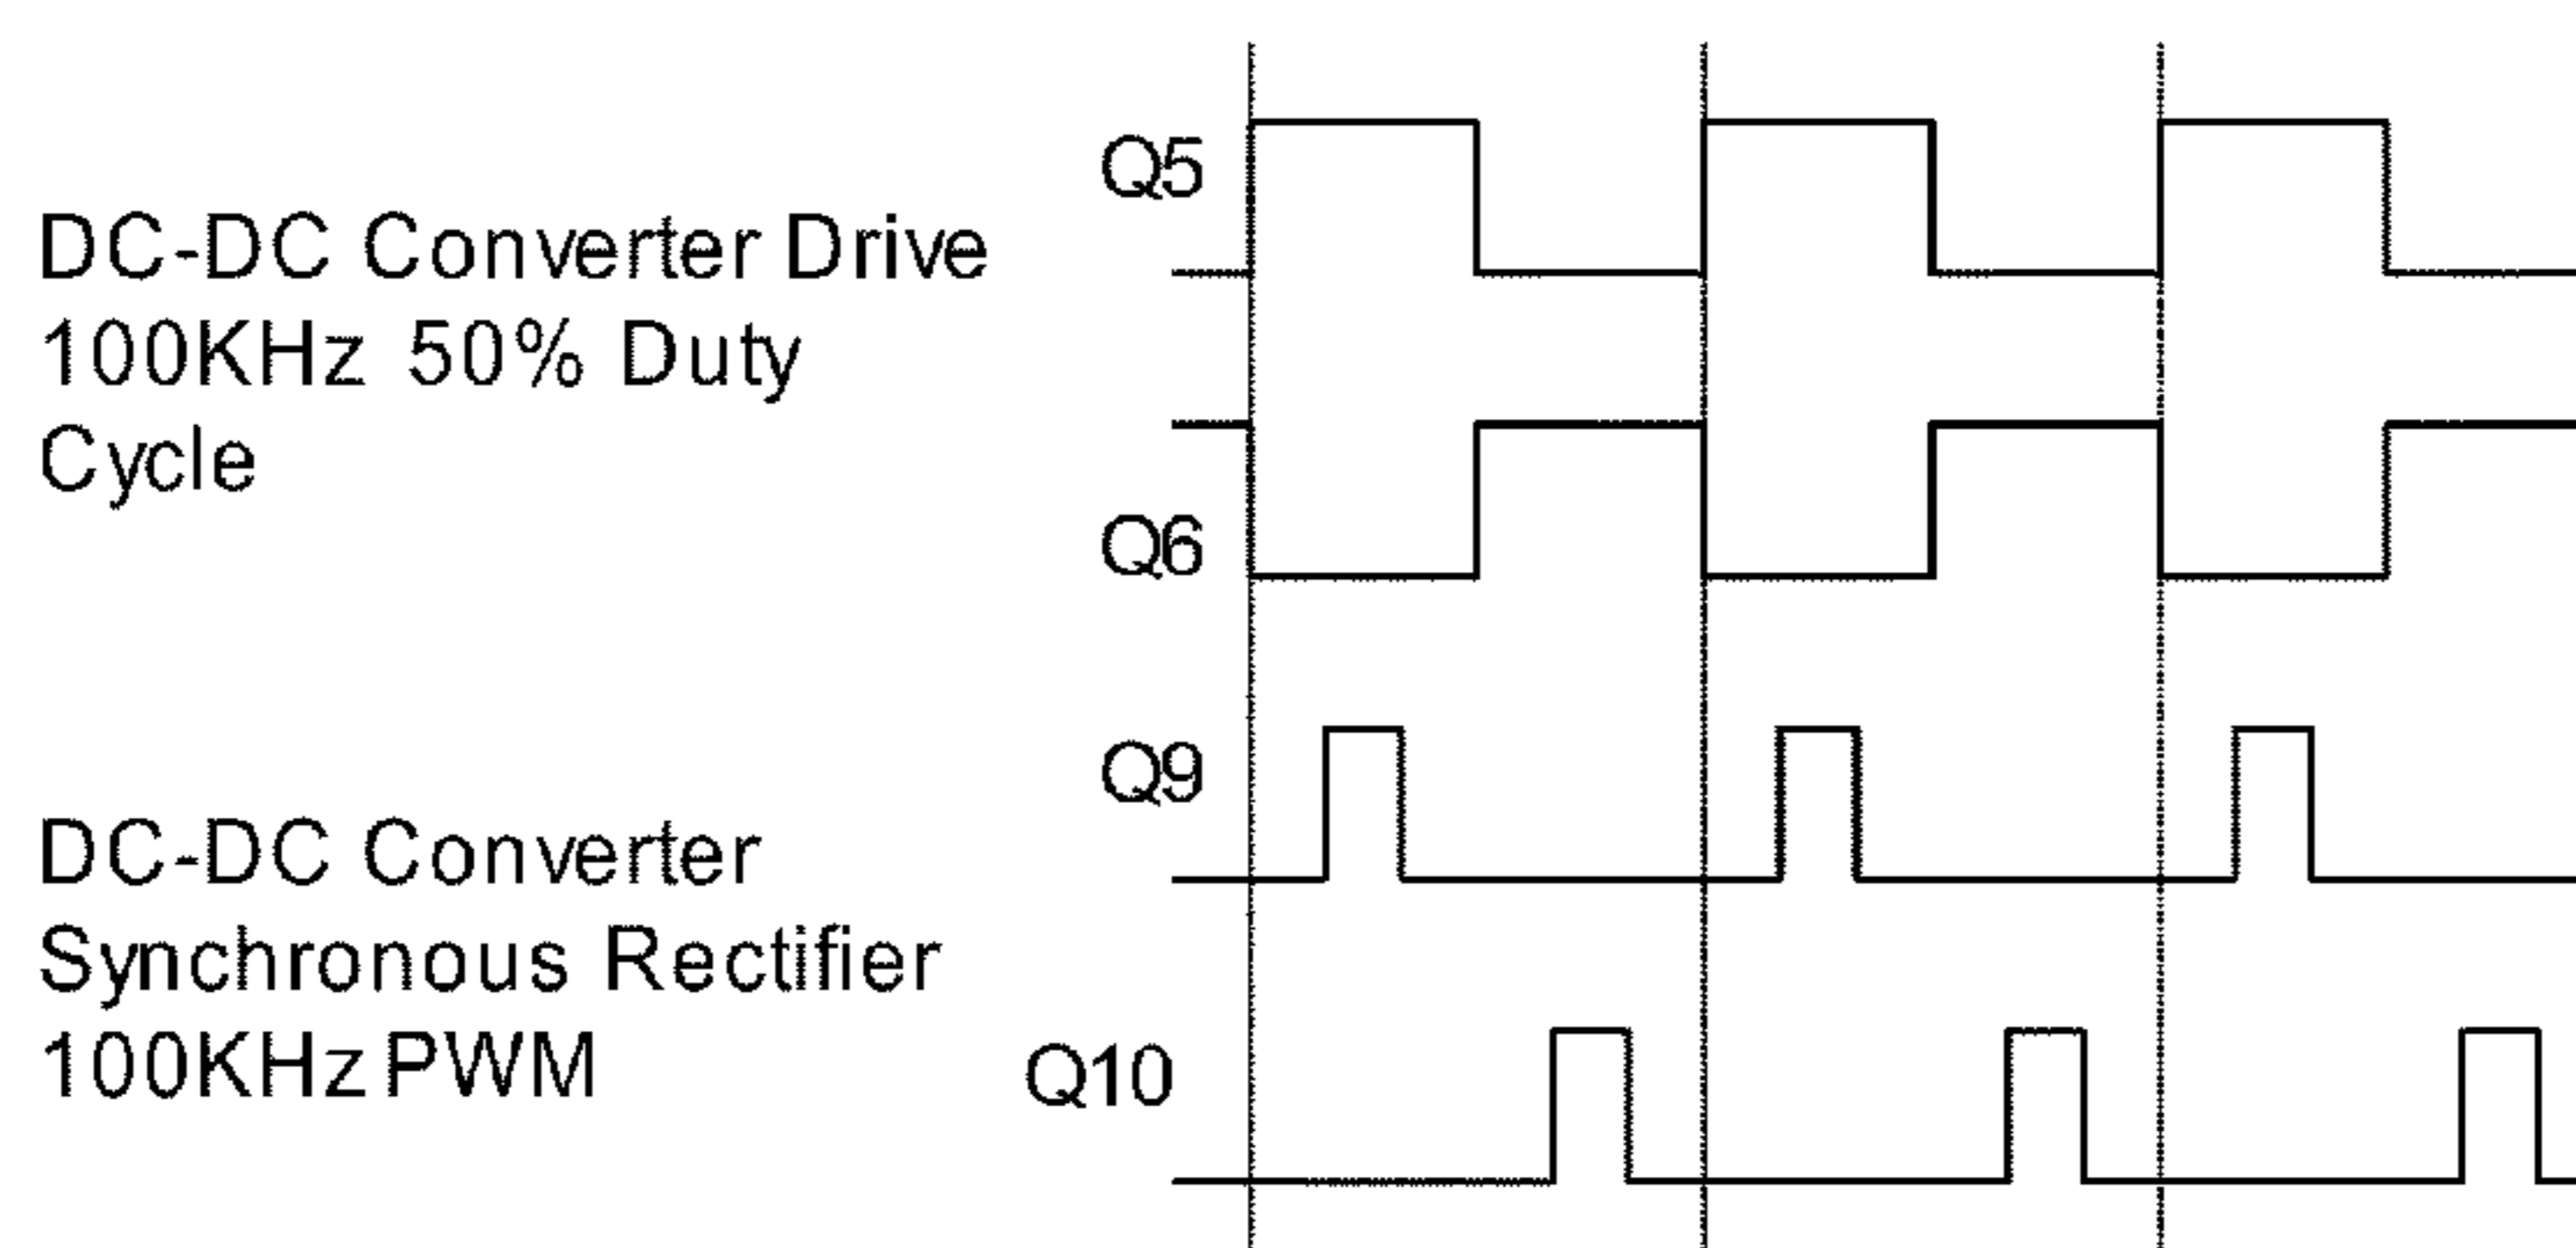 Q5
DC-DC Converter Drive
100KHz 50% Duty
Cycle
Q6
Q9
DC-DC Converter
Synchronous Rectifier
100KHz PWM
Q10